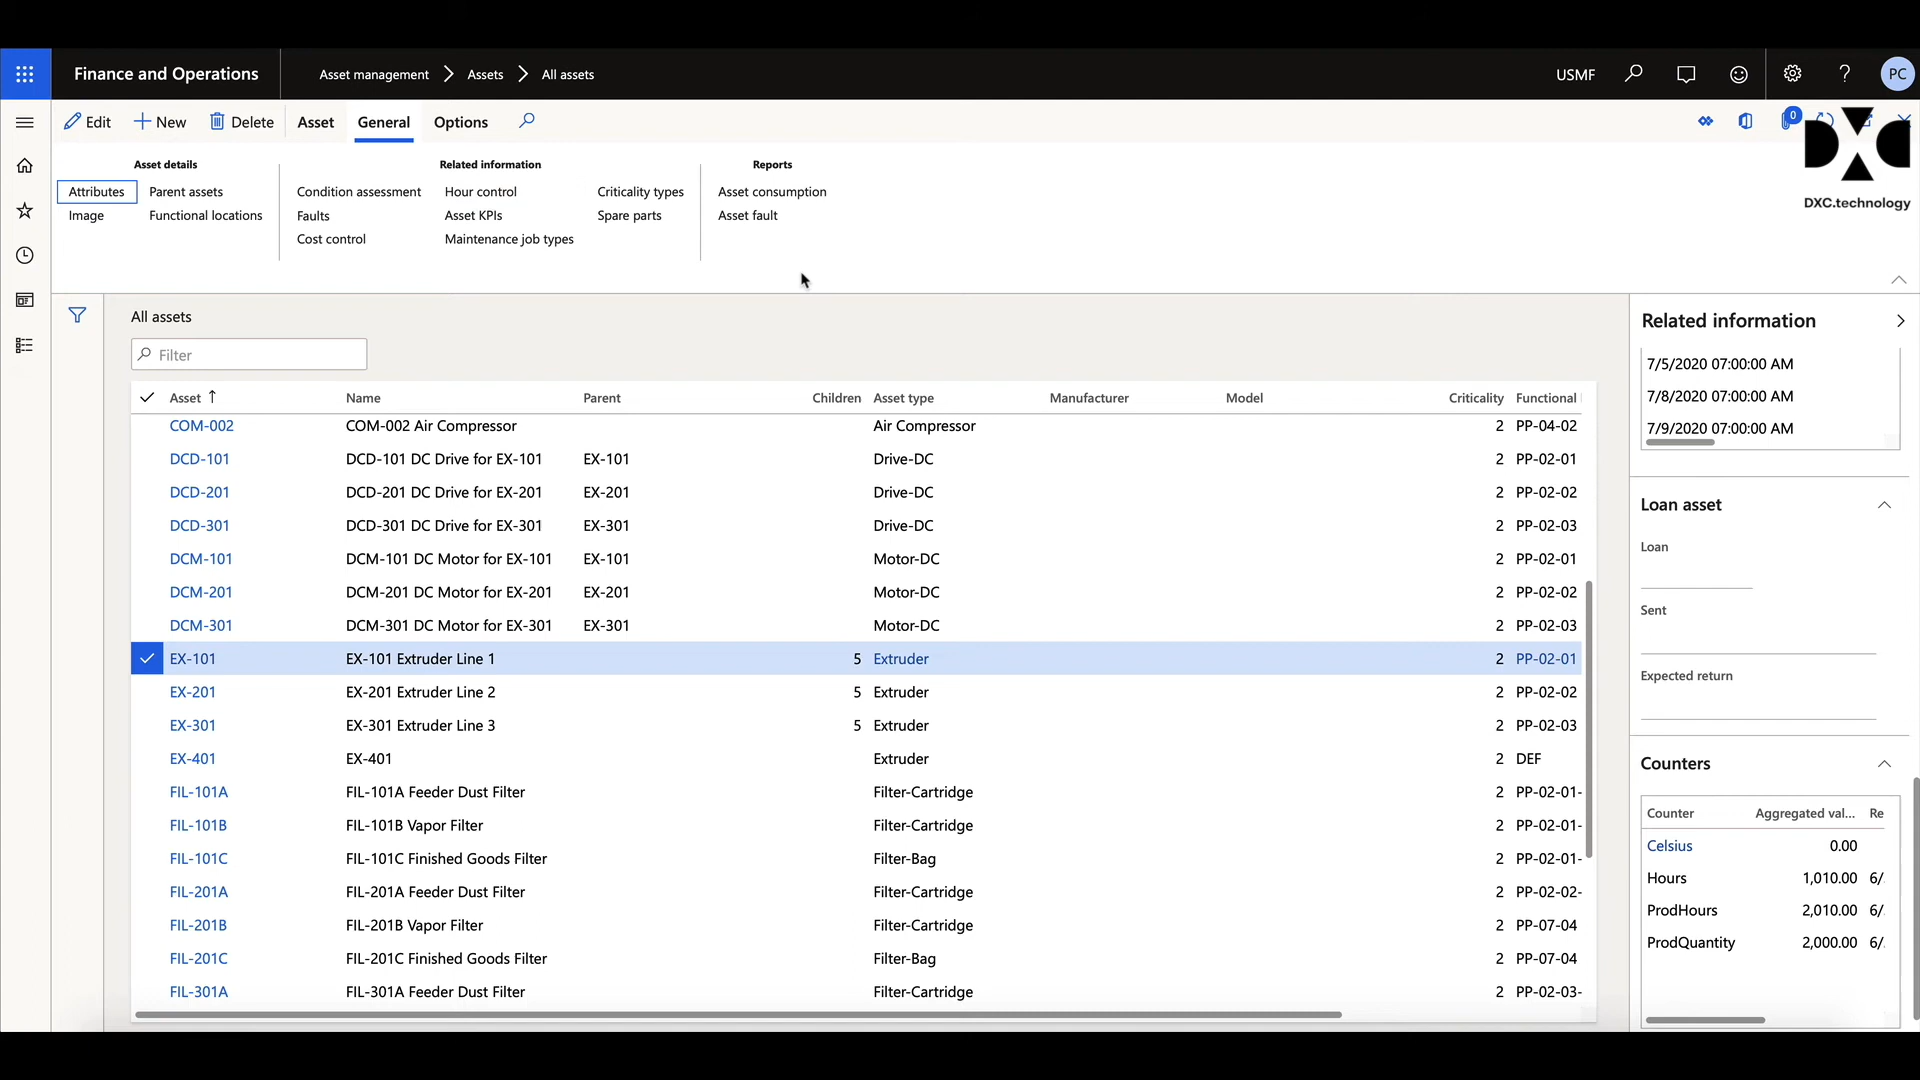 Finance and Operations
Asset management > Assets > All assets
USMF
PC
Edit
New
Delete
Asset
General
Options
0
DXC.technology
Asset details
Attributes
Parent assets
Image
Functional locations
Related information
Condition assessment
Hour control
Criticality types
Faults
Asset KPIs
Spare parts
Cost control
Maintenance job types
Reports
Asset consumption
Asset fault
All assets
Filter
Asset Name Parent Children Asset type Manufacturer Model Criticality Functional
COM-002 COM-002 Air Compressor Air Compressor 2 PP-04-02
DCD-101 DCD-101 DC Drive for EX-101 EX-101 Drive-DC 2 PP-02-01
DCD-201 DCD-201 DC Drive for EX-201 EX-201 Drive-DC 2 PP-02-02
DCD-301 DCD-301 DC Drive for EX-301 EX-301 Drive-DC 2 PP-02-03
DCM-101 DCM-101 DC Motor for EX-101 EX-101 Motor-DC 2 PP-02-01
DCM-201 DCM-201 DC Motor for EX-201 EX-201 Motor-DC 2 PP-02-02
DCM-301 DCM-301 DC Motor for EX-301 EX-301 Motor-DC 2 PP-02-03
EX-101 EX-101 Extruder Line 1 5 Extruder 2 PP-02-01
EX-201 EX-201 Extruder Line 2 5 Extruder 2 PP-02-02
EX-301 EX-301 Extruder Line 3 5 Extruder 2 PP-02-03
EX-401 EX-401 Extruder 2 DEF
FIL-101A FIL-101A Feeder Dust Filter Filter-Cartridge 2 PP-02-01-
FIL-101B FIL-101B Vapor Filter Filter-Cartridge 2 PP-02-01-
FIL-101C FIL-101C Finished Goods Filter Filter-Bag 2 PP-02-01-
FIL-201A FIL-201A Feeder Dust Filter Filter-Cartridge 2 PP-02-02-
FIL-201B FIL-201B Vapor Filter Filter-Cartridge 2 PP-07-04
FIL-201C FIL-201C Finished Goods Filter Filter-Bag 2 PP-07-04
FIL-301A FIL-301A Feeder Dust Filter Filter-Cartridge 2 PP-02-03-
Related information
7/5/2020 07:00:00 AM
7/8/2020 07:00:00 AM
7/9/2020 07:00:00 AM
Loan asset
Loan
Sent
Expected return
Counters
Counter Aggregated val... Re
Celsius 0.00
Hours 1,010.00 6/
ProdHours 2,010.00 6/
ProdQuantity 2,000.00 6/